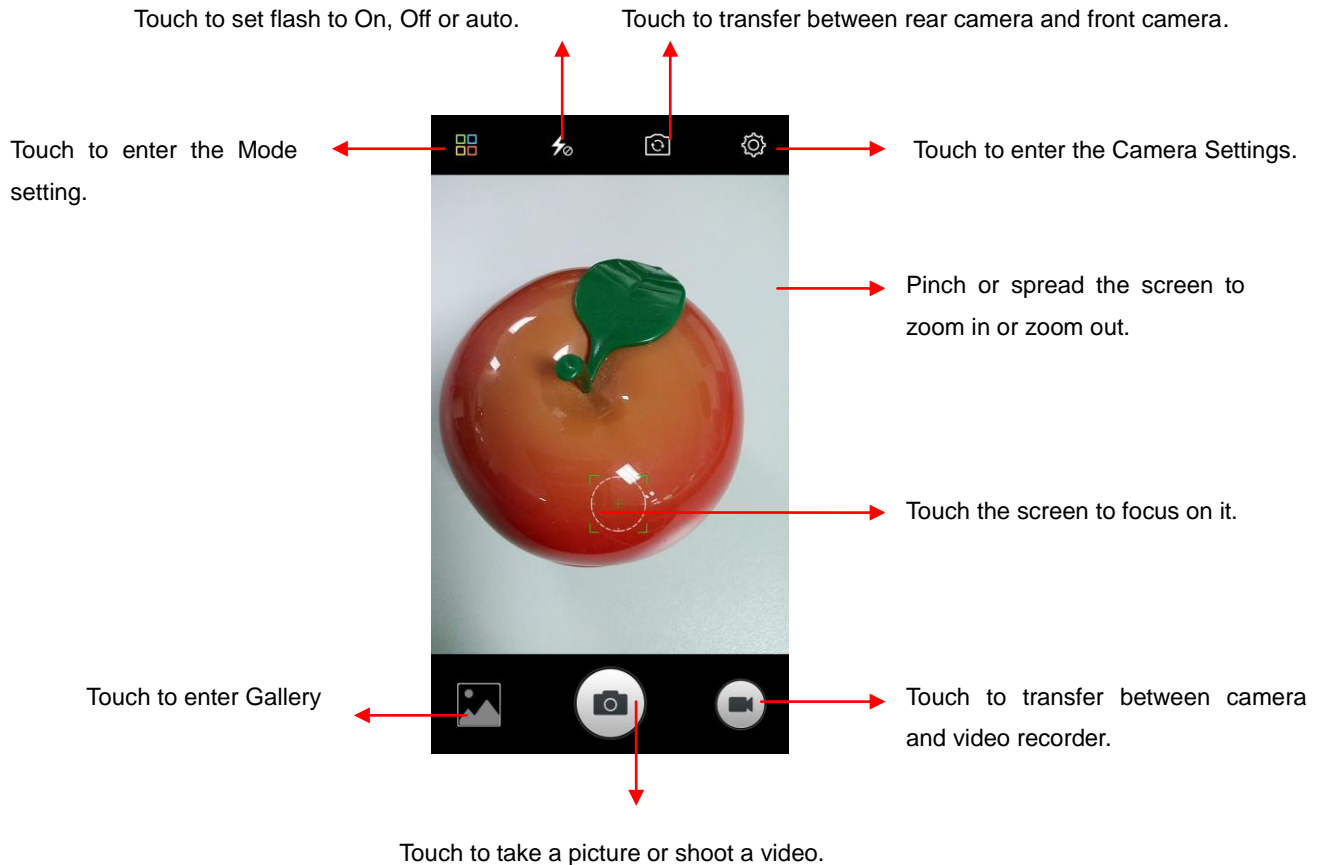 Touch to set flash to On, Off or auto.
Touch to transfer between rear camera and front camera.
Touch to enter the Mode
setting.
Touch to enter the Camera Settings.
Pinch or spread the screen to
zoom in or zoom out.
Touch the screen to focus on it.
Touch to enter Gallery
Touch to transfer between camera
and video recorder.
Touch to take a picture or shoot a video.